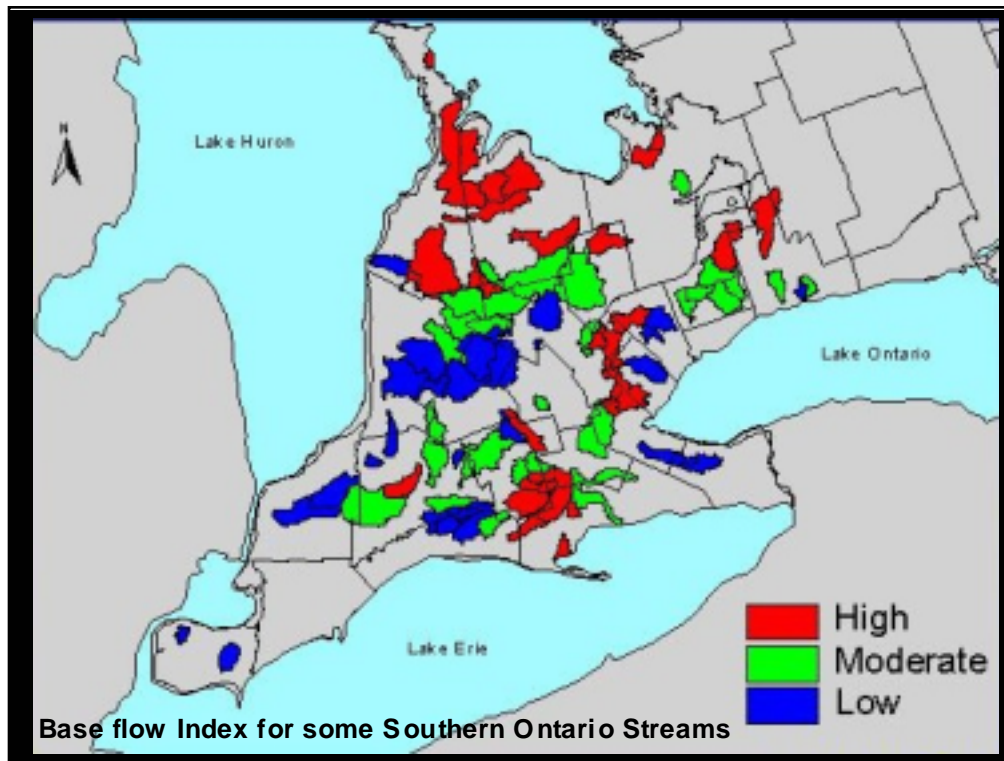 N
Lake Huron
Lake Ontario
Lake Erie
High
Moderate
Low
Base flow Index for some Southern Ontario Streams